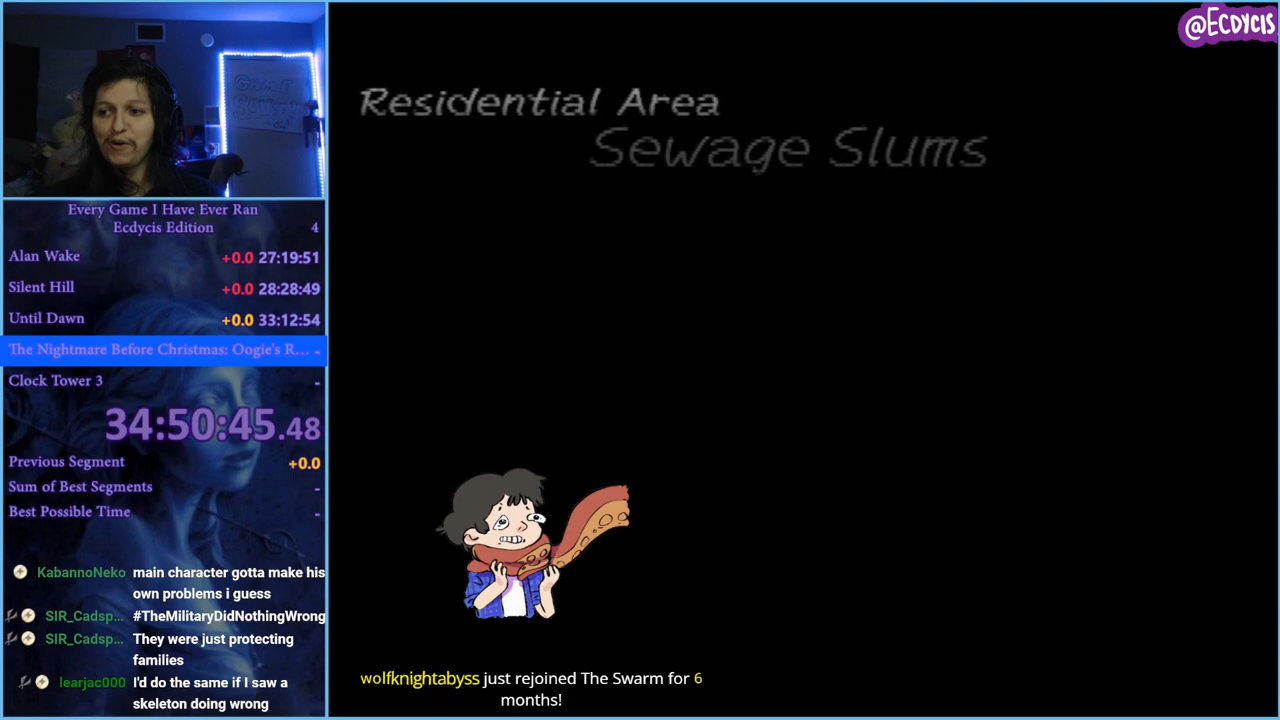 @ECDYCIS
Residential Area
Sewage Slums
Every Game I Have Ever Ran
Ecdycis Edition 4
Alan Wake +0.0 27:19:51
Silent Hill +0.0 28:28:49
Until Dawn +0.0 33:12:54
The Nightmare Before Christmas: Oogie's R... -
Clock Tower 3 -
34:50:45.48
Previous Segment +0.0
Sum of Best Segments -
Best Possible Time -
KabannoNeko main character gotta make his
own problems i guess
SIR_Cadsp... #TheMilitaryDidNothingWrong
SIR_Cadsp... They were just protecting
families
learjac000 I'd do the same if I saw a
skeleton doing wrong
wolfknightabyss just rejoined The Swarm for 6
months!